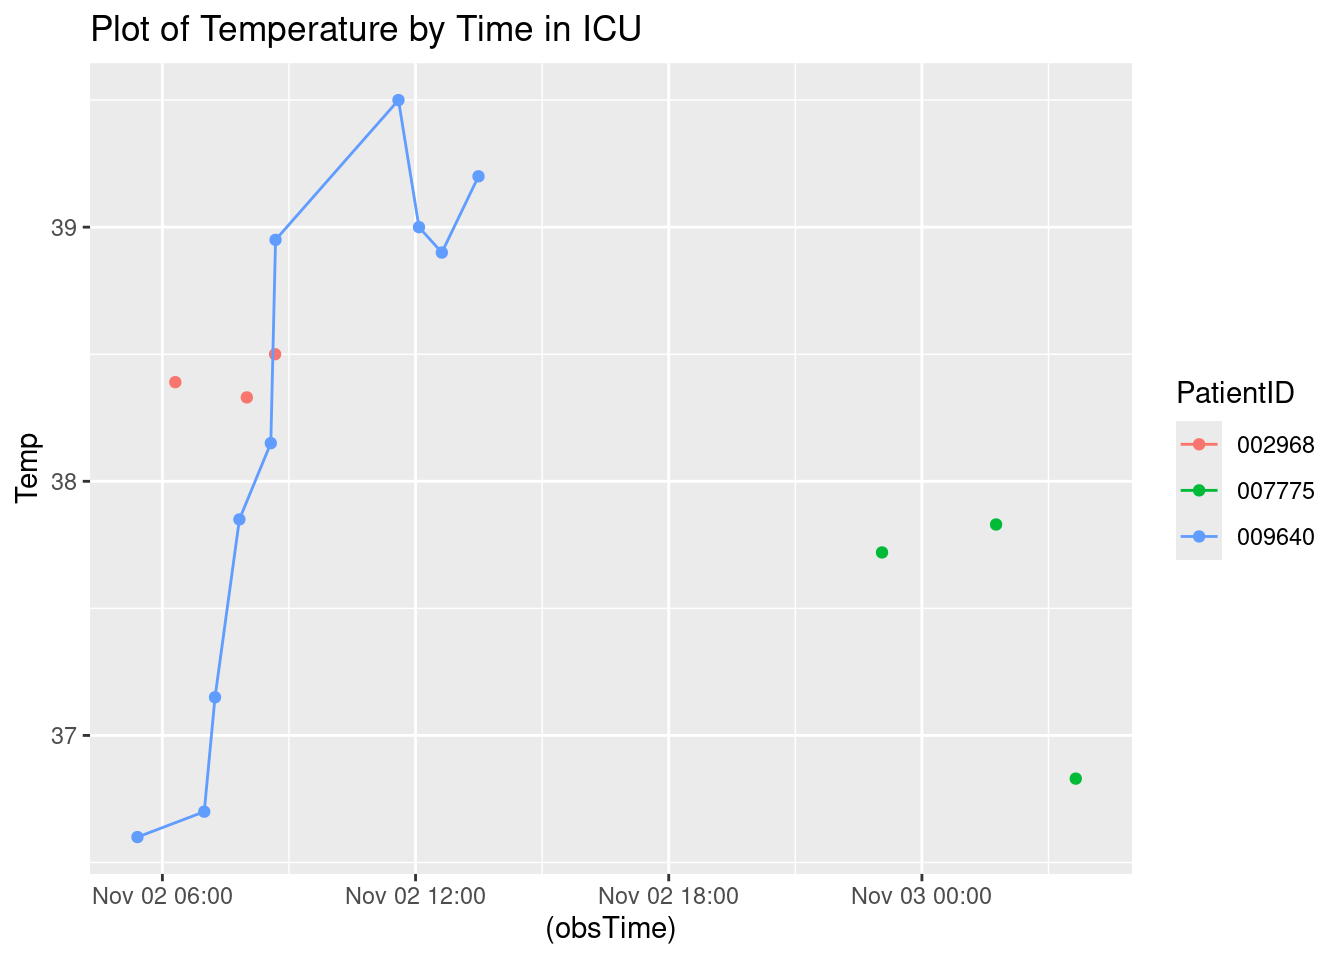 Plot of Temperature by Time in ICU
39
38
37
Temp
Nov 02 06:00 Nov 02 12:00 Nov 02 18:00 Nov 03 00:00
(obsTime)
PatientID
002968
007775
009640